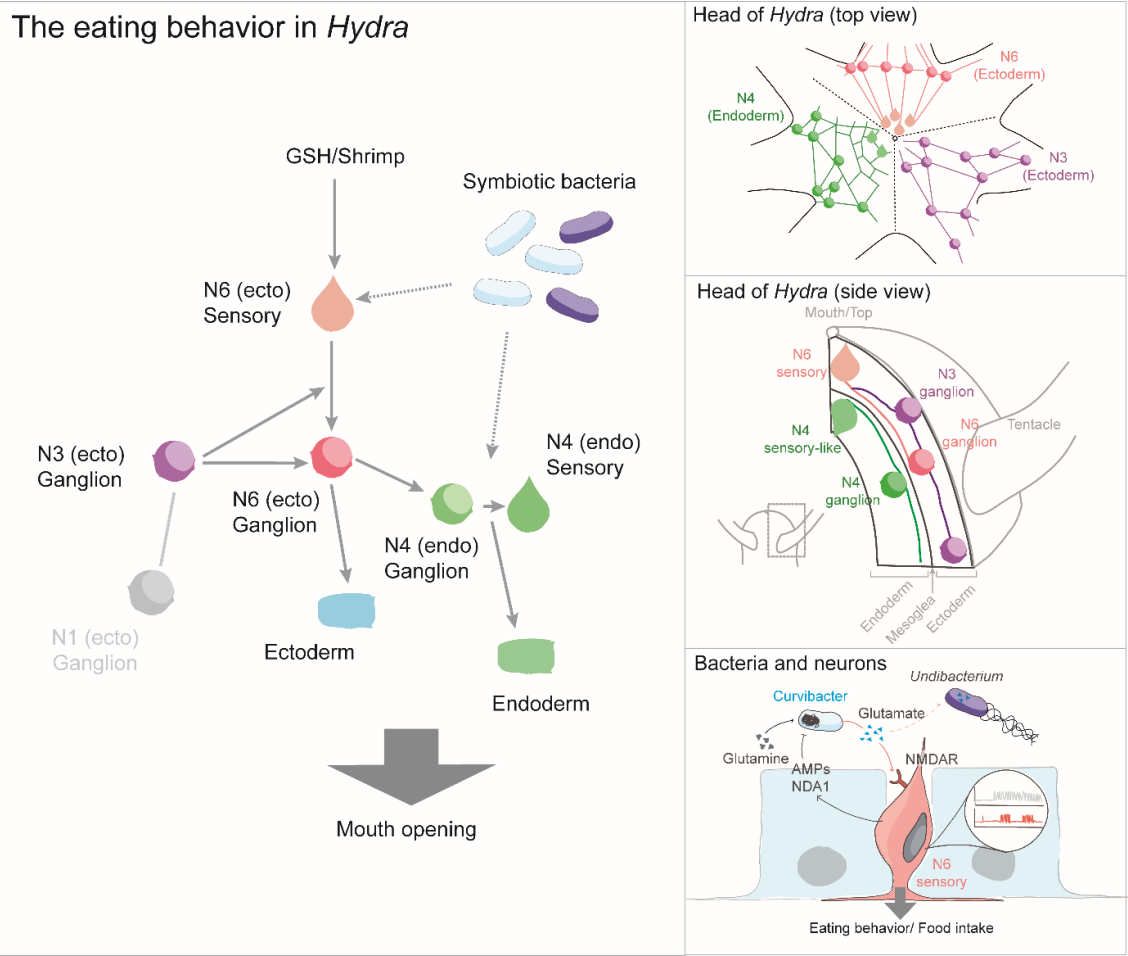 The eating behavior in Hydra
GSH/Shrimp
Symbiotic bacteria
N6 (ecto)
Sensory
N3 (ecto)
Ganglion
N6 (ecto)
Ganglion
N4 (endo)
Sensory
N4 (endo)
Ganglion
N1 (ecto)
Ganglion
Ectoderm
Endoderm
Mouth opening
Head of Hydra (top view)
N6
(Ectoderm)
N4
(Endoderm)
N3
(Ectoderm)
Head of Hydra (side view)
Mouth/Top
N6
sensory
N3
ganglion
N4
sensory-like
N6
ganglion
Tentacle
N4
ganglion
Endoderm
Mesoglea
Ectoderm
Bacteria and neurons
Undibacterium
Curvibacter
Glutamate
Glutamine
NMDAR
AMPs
NDA1
N6
sensory
Eating behavior/ Food intake